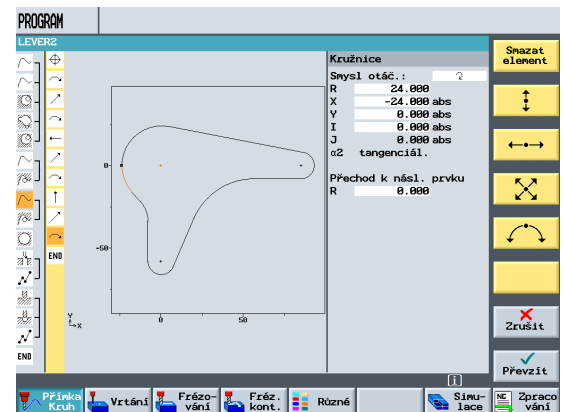 PROGRAM
LEVER2
END
END
0
-50
0
50
Y
X
Kružnice
Smysl otáč.:
R 24.000
X -24.000 abs
Y 0.000 abs
I 0.000 abs
J 0.000 abs
α2 tangenciál.
Přechod k násl. prvku
R 0.000
Smazat
element
Zrušit
Převzít
i
Přímka
Kruh
Vrtání
Frézo-
vání
Fréz.
kont.
Různé
Simu-
lace
NC
Zpraco
vání